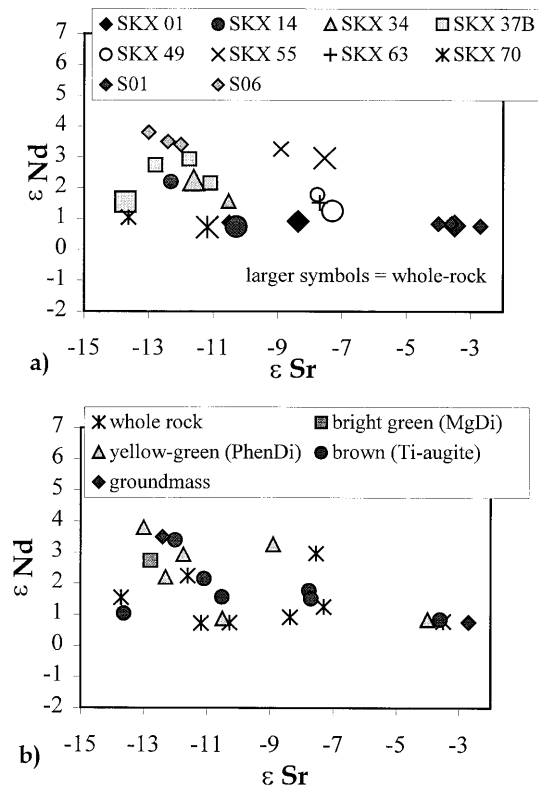 SKX 01 SKX 14 SKX 34 SKX 37B
SKX 49 SKX 55 SKX 63 SKX 70
S01 S06
7
6
5
4
3
2
1
0
-1
-2
ε Nd
larger symbols = whole-rock
-15 -13 -11 -9 -7 -5 -3
a)
ε Sr
whole rock bright green (MgDi)
yellow-green (PhenDi) brown (Ti-augite)
groundmass
7
6
5
4
3
2
1
0
-1
-2
ε Nd
-15 -13 -11 -9 -7 -5 -3
b)
ε Sr